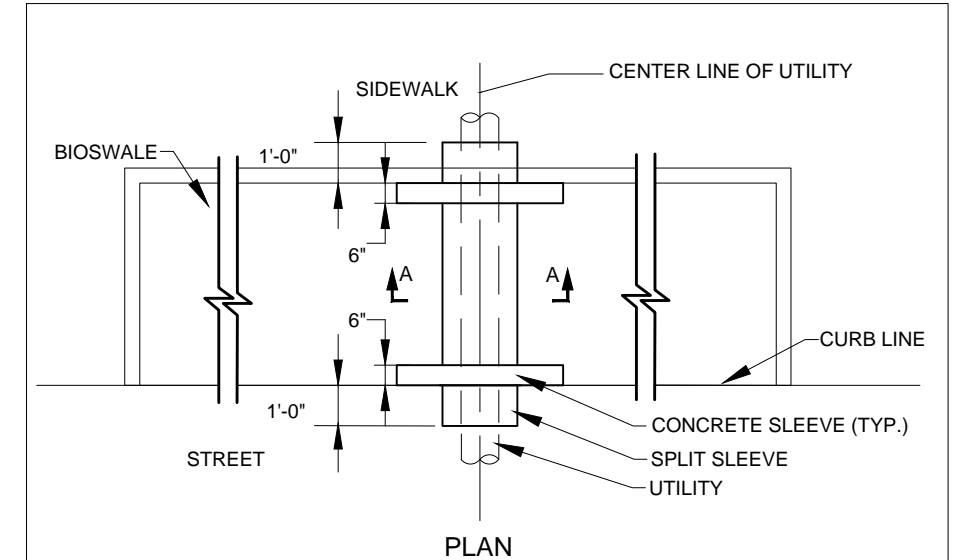 CENTER LINE OF UTILITY
SIDEWALK
BIOSWALE
1'-0"
6"
A
A
6"
CURB LINE
1'-0"
CONCRETE SLEEVE (TYP.)
STREET
SPLIT SLEEVE
UTILITY
PLAN